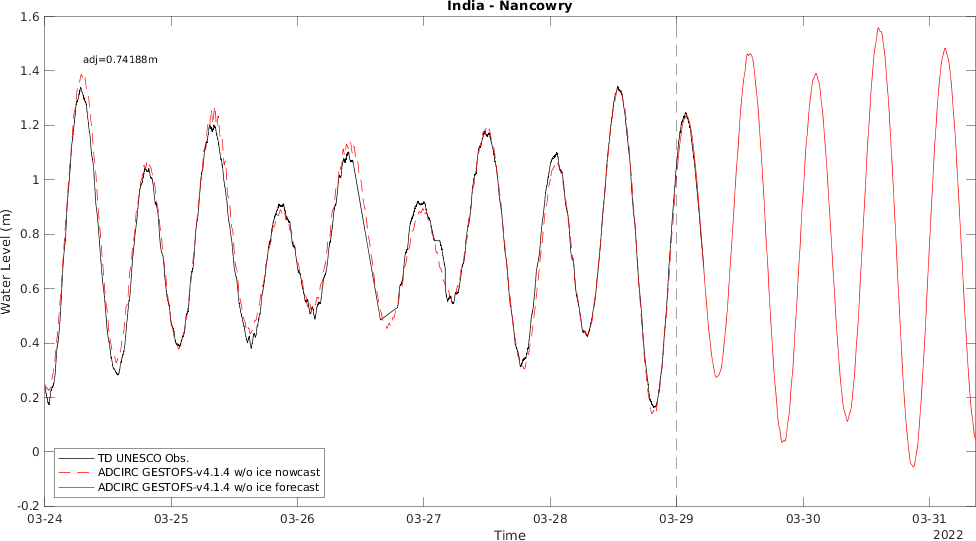 India - Nancowry
adj=0.74188m
1.6
1.4
1.2
1
0.8
0.6
0.4
0.2
0
-0.2
Water Level (m)
TD UNESCO Obs.
ADCIRC GESTOFS-v4.1.4 w/o ice nowcast
ADCIRC GESTOFS-v4.1.4 w/o ice forecast
03-24 03-25 03-26 03-27 03-28 03-29 03-30 03-31
Time
2022